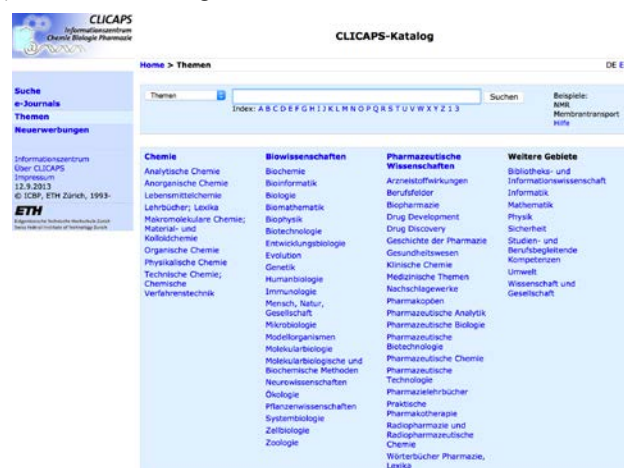 CLICAPS
Informationszentrum
Chemie Biologie Pharmazie
CLICAPS-Katalog
Home > Themen
DE E
Suche
e-Journals
Themen
Neuerwerbungen
Themen
Suchen
Index: A B C D E F G H I J K L M N O P Q R S T U V W X Y Z 1 3
Beispiele:
NMR
Membrantransport
Hilfe
Informationszentrum
Über CLICAPS
Impressum
12.9.2013
© ICBP, ETH Zürich, 1993-
ETH
Eidgenössische Technische Hochschule Zürich
Swiss Federal Institute of Technology Zurich
Chemie
Analytische Chemie
Anorganische Chemie
Lebensmittelchemie
Lehrbücher; Lexika
Makromolekulare Chemie;
Material- und
Kolloidchemie
Organische Chemie
Physikalische Chemie
Technische Chemie;
Chemische
Verfahrenstechnik
Biowissenschaften
Biochemie
Bioinformatik
Biologie
Biomathematik
Biophysik
Biotechnologie
Entwicklungsbiologie
Evolution
Genetik
Humanbiologie
Immunologie
Mensch, Natur,
Gesellschaft
Mikrobiologie
Modellorganismen
Molekularbiologie
Molekularbiologische und
Biochemische Methoden
Neurowissenschaften
Ökologie
Pflanzenwissenschaften
Systembiologie
Zellbiologie
Zoologie
Pharmazeutische
Wissenschaften
Arzneistoffwirkungen
Berufsfelder
Biopharmazie
Drug Development
Drug Discovery
Geschichte der Pharmazie
Gesundheitswesen
Klinische Chemie
Medizinische Themen
Nachschlagewerke
Pharmakopöen
Pharmazeutische Analytik
Pharmazeutische Biologie
Pharmazeutische
Biotechnologie
Pharmazeutische Chemie
Pharmazeutische
Technologie
Pharmazielehrbücher
Praktische
Pharmakotherapie
Radiopharmazie und
Radiopharmazeutische
Chemie
Wörterbücher Pharmazie,
Lexika
Weitere Gebiete
Bibliotheks- und
Informationswissenschaft
Informatik
Mathematik
Physik
Sicherheit
Studien- und
Berufsbegleitende
Kompetenzen
Umwelt
Wissenschaft und
Gesellschaft